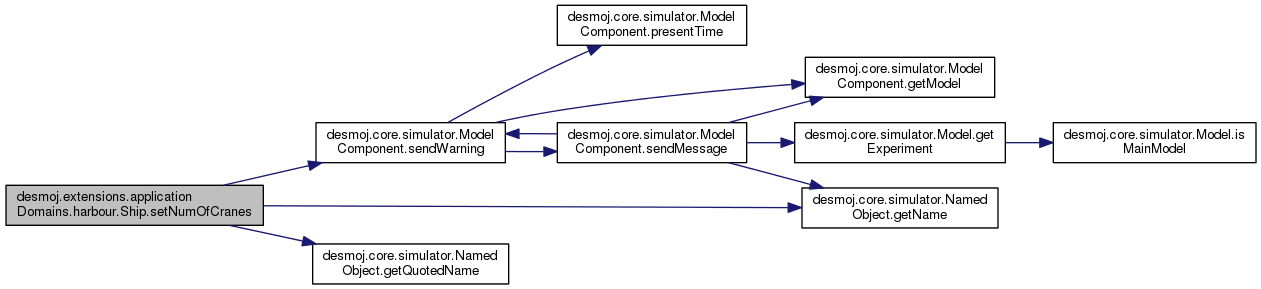 desmoj.core.simulator.Model
Component.presentTime
desmoj.core.simulator.Model
Component.getModel
desmoj.core.simulator.Model
Component.sendWarning
desmoj.core.simulator.Model
Component.sendMessage
desmoj.core.simulator.Model.get
Experiment
desmoj.core.simulator.Model.is
MainModel
desmoj.extensions.application
Domains.harbour.Ship.setNumOfCranes
desmoj.core.simulator.Named
Object.getName
desmoj.core.simulator.Named
Object.getQuotedName